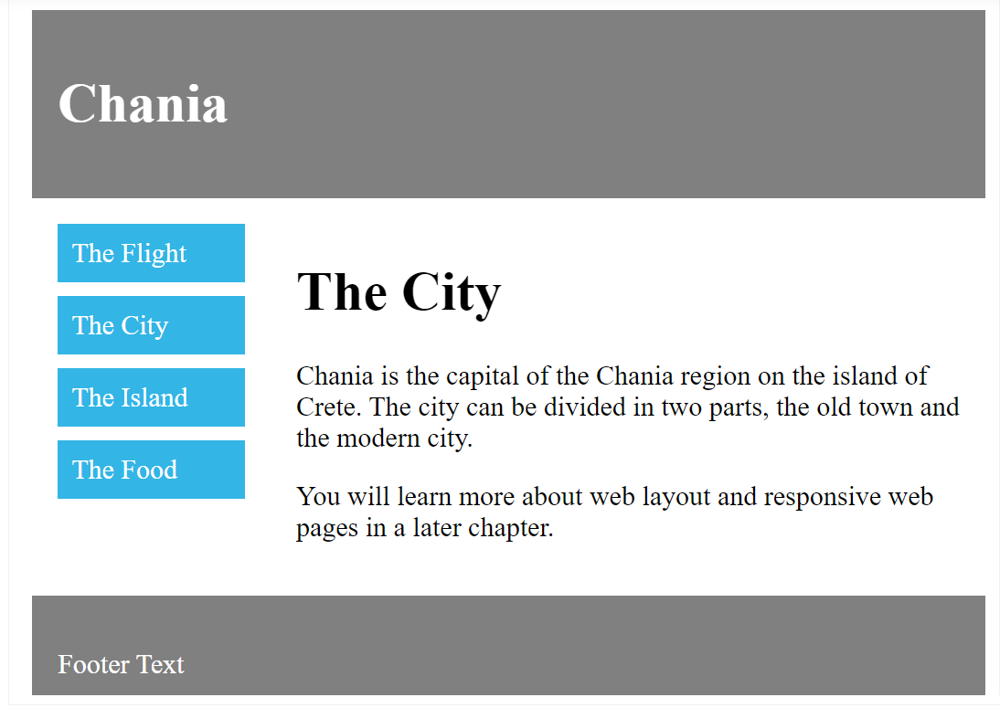 Chania
The Flight
The City
The Island
The Food
The City
Chania is the capital of the Chania region on the island of
Crete. The city can be divided in two parts, the old town and
the modern city.
You will learn more about web layout and responsive web
pages in a later chapter.
Footer Text